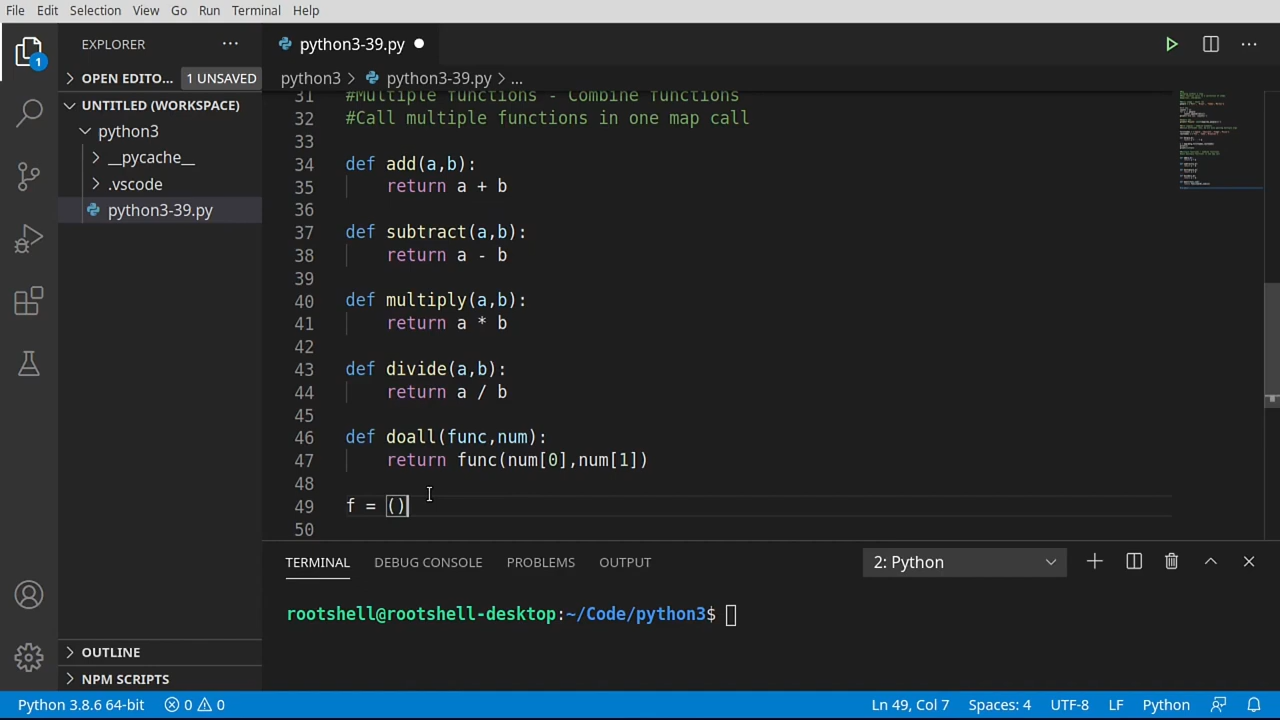 File Edit Selection View Go Run Terminal Help
EXPLORER
python3-39.py
OPEN EDITO... 1 UNSAVED
python3 > python3-39.py > ...
UNTITLED (WORKSPACE)
python3
__pycache__
.vscode
python3-39.py
31 #Multiple functions - Combine functions
32 #Call multiple functions in one map call
33
34 def add(a,b):
35 return a + b
36
37 def subtract(a,b):
38 return a - b
39
40 def multiply(a,b):
41 return a * b
42
43 def divide(a,b):
44 return a / b
45
46 def doall(func,num):
47 return func(num[0],num[1])
48
49 f = ()
50
1
TERMINAL DEBUG CONSOLE PROBLEMS OUTPUT 2: Python
rootshell@rootshell-desktop:~/Code/python3$
OUTLINE
NPM SCRIPTS
Python 3.8.6 64-bit 0 0 Ln 49, Col 7 Spaces: 4 UTF-8 LF Python